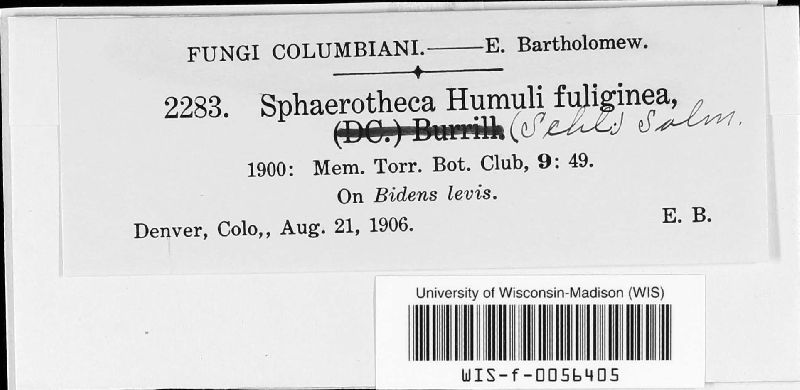 FUNGI COLUMBIANI.——E. Bartholomew.
2283. Sphaerotheca Humuli fuliginea,
(DC.) Burrill. (Schl.) Salm.
1900: Mem. Torr. Bot. Club, 9: 49.
On Bidens levis.
Denver, Colo,, Aug. 21, 1906. E. B.
University of Wisconsin-Madison (WIS)
WIS-f-0056405